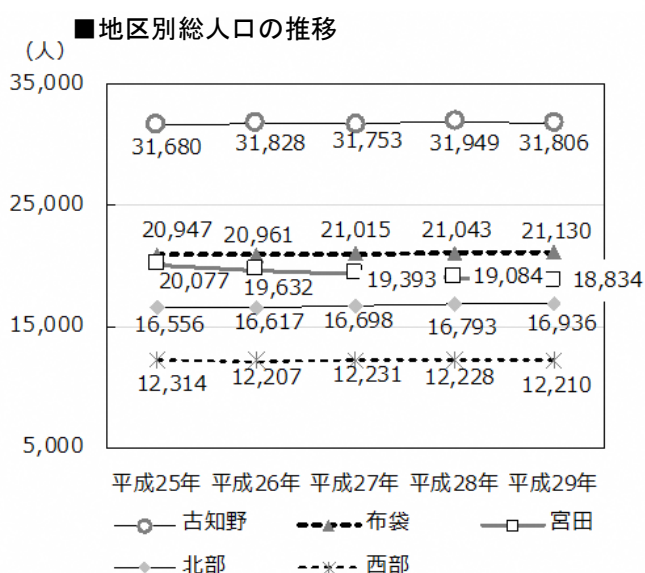 ■地区別総人口の推移
（人）
35,000
31,680 31,828 31,753 31,949 31,806
25,000
20,947 20,961 21,015 21,043 21,130
20,077 19,632 19,393 19,084 18,834
15,000
16,556 16,617 16,698 16,793 16,936
12,314 12,207 12,231 12,228 12,210
5,000
平成25年 平成26年 平成27年 平成28年 平成29年
古知野 布袋 宮田
北部 西部